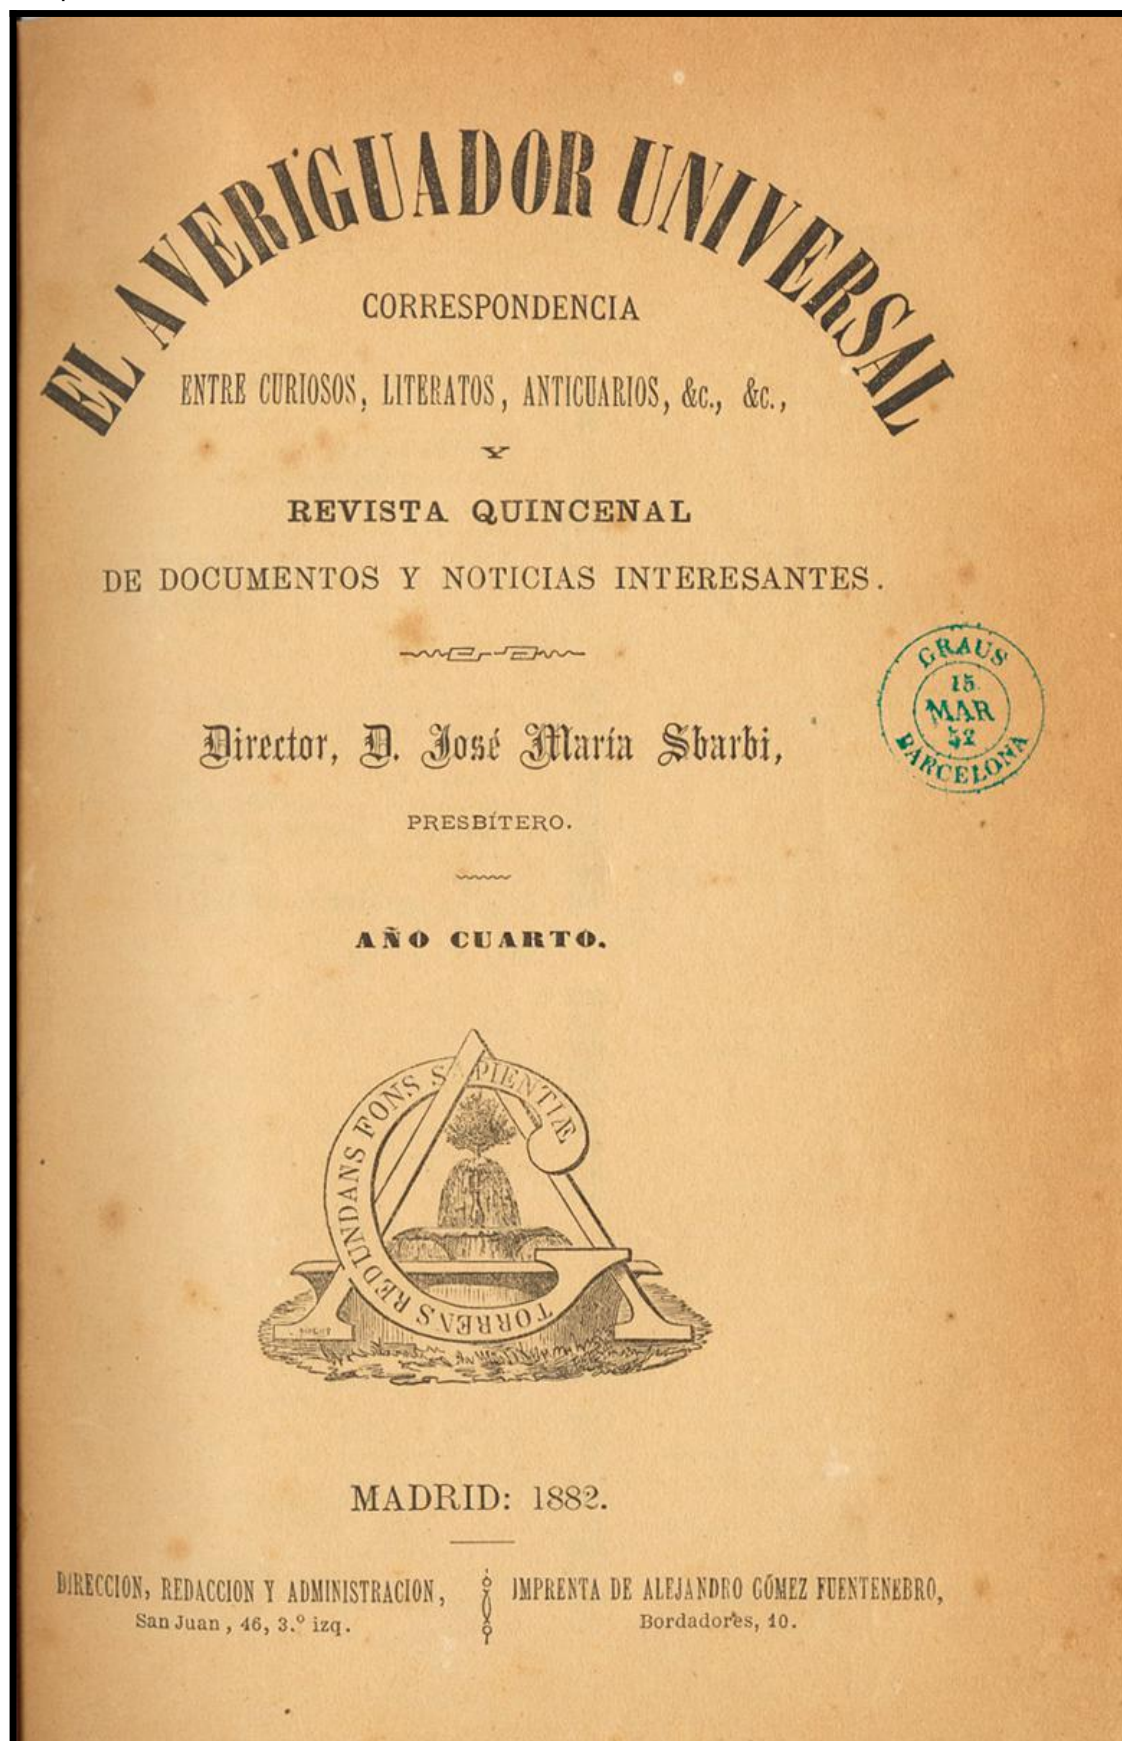 EL AVERIGUADOR UNIVERSAL
CORRESPONDENCIA
ENTRE CURIOSOS, LITERATOS, ANTICUARIOS, &c., &c.,
Y
REVISTA QUINCENAL
DE DOCUMENTOS Y NOTICIAS INTERESANTES.
GRAUS
15
MAR
52
BARCELONA
Director, D. José María Sbarbi,
PRESBÍTERO.
AÑO CUARTO.
TORRENS REDUNDANS FONS SAPIENTIÆ
MADRID: 1882.
DIRECCION, REDACCION Y ADMINISTRACION,
San Juan, 46, 3.º izq.
IMPRENTA DE ALEJANDRO GÓMEZ FUENTENEBRO,
Bordadores, 10.